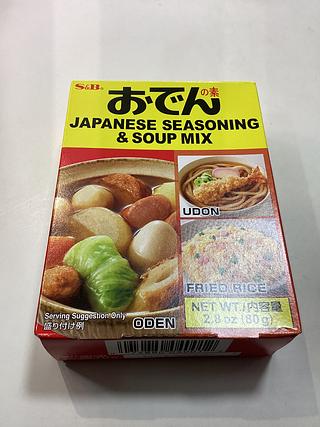 S&B®
おでんの素
JAPANESE SEASONING
& SOUP MIX
UDON
FRIED RICE
NET WT./内容量
2.8 oz (80 g)
Serving Suggestion Only
盛り付け例
ODEN